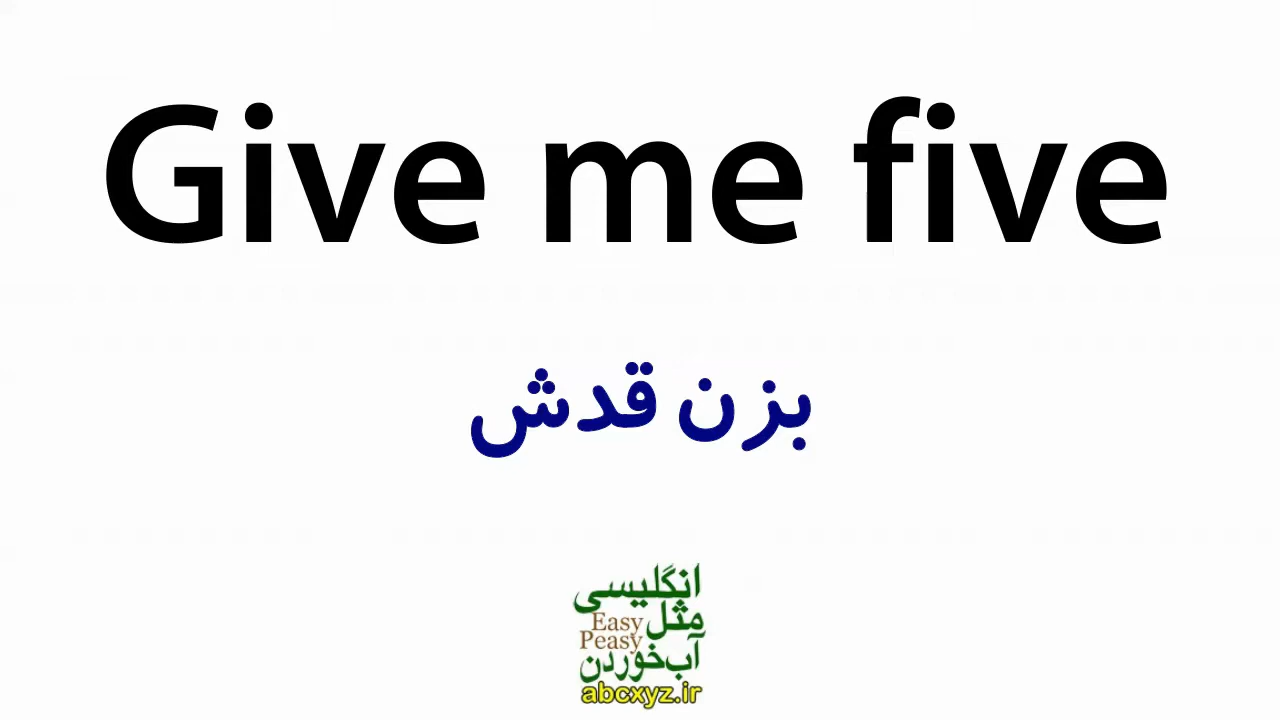 Give me five
بزن قدش
انگلیسی
مثل Easy
Peasy
آب‌خوردن
abcxyz.ir